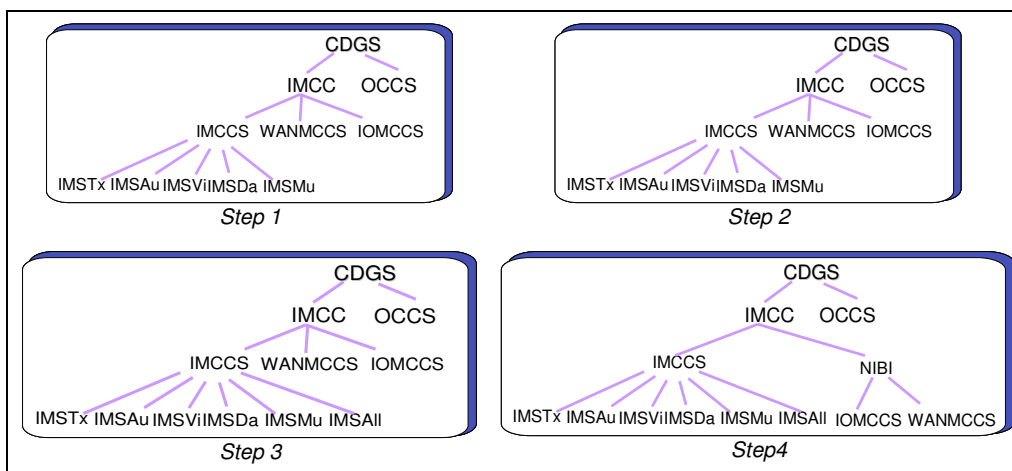 CDGS
IMCC OCCS
IMCCS WANMCCS IOMCCS
IMSTx IMSAu IMSVi IMSDa IMSMu
Step 1
CDGS
IMCC OCCS
IMCCS WANMCCS IOMCCS
IMSTx IMSAu IMSVi IMSDa IMSMu
Step 2
CDGS
IMCC OCCS
IMCCS WANMCCS IOMCCS
IMSTx IMSAu IMSVi IMSDa IMSMu IMSAll
Step 3
CDGS
IMCC OCCS
IMCCS NIBI
IMSTx IMSAu IMSVi IMSDa IMSMu IMSAll IOMCCS WANMCCS
Step4